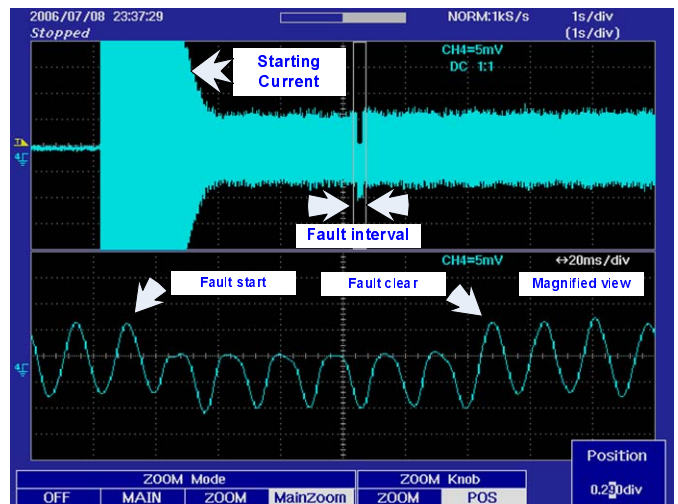 2006/07/08 23:37:29 NORM:1kS/s 1s/div
Stopped (1s/div)
CH4=5mV
DC 1:1
Starting
Current
Fault interval
CH4=5mV ↔20ms/div
Fault start Fault clear Magnified view
Position
0.290div
ZOOM Mode ZOOM Knob
OFF MAIN ZOOM MainZoom ZOOM POS